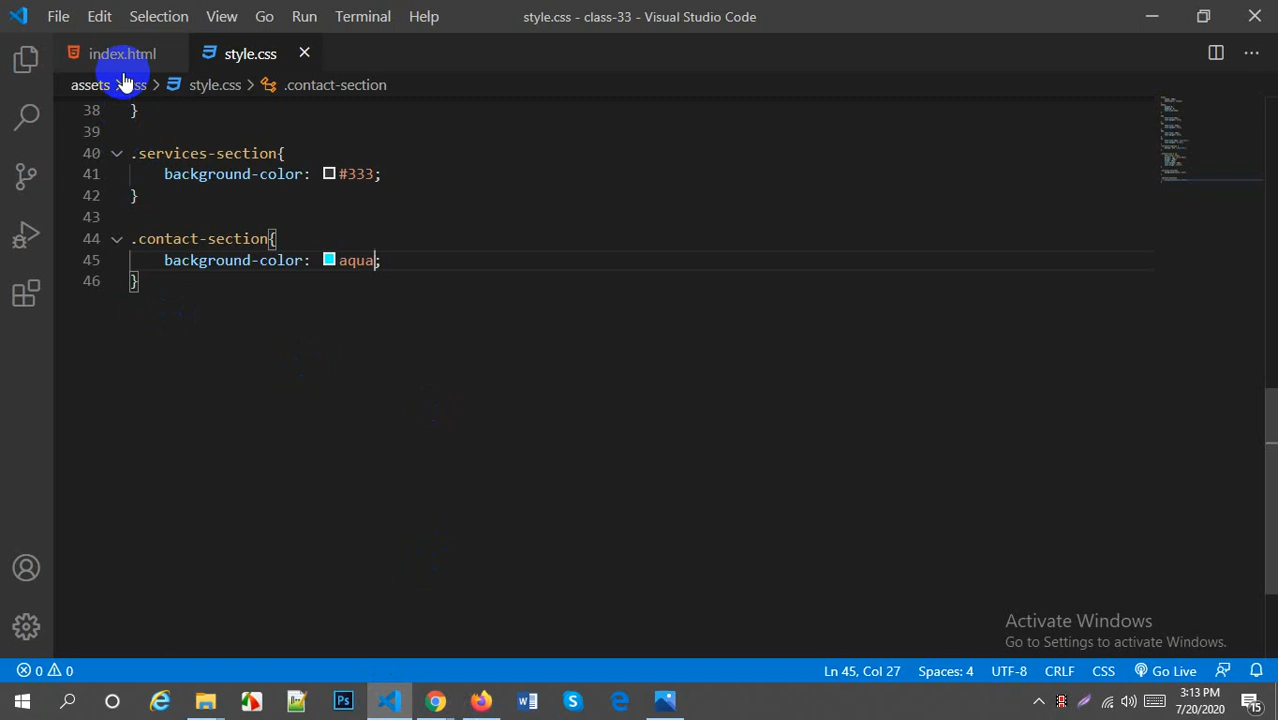 File Edit Selection View Go Run Terminal Help style.css - class-33 - Visual Studio Code
index.html style.css
assets > css > style.css > .contact-section
38 }
39
40 .services-section{
41 background-color: #333;
42 }
43
44 .contact-section{
45 background-color: aqua;
46 }
Activate Windows
Go to Settings to activate Windows.
0 0 Ln 45, Col 27 Spaces: 4 UTF-8 CRLF CSS Go Live
3:13 PM
7/20/2020
15